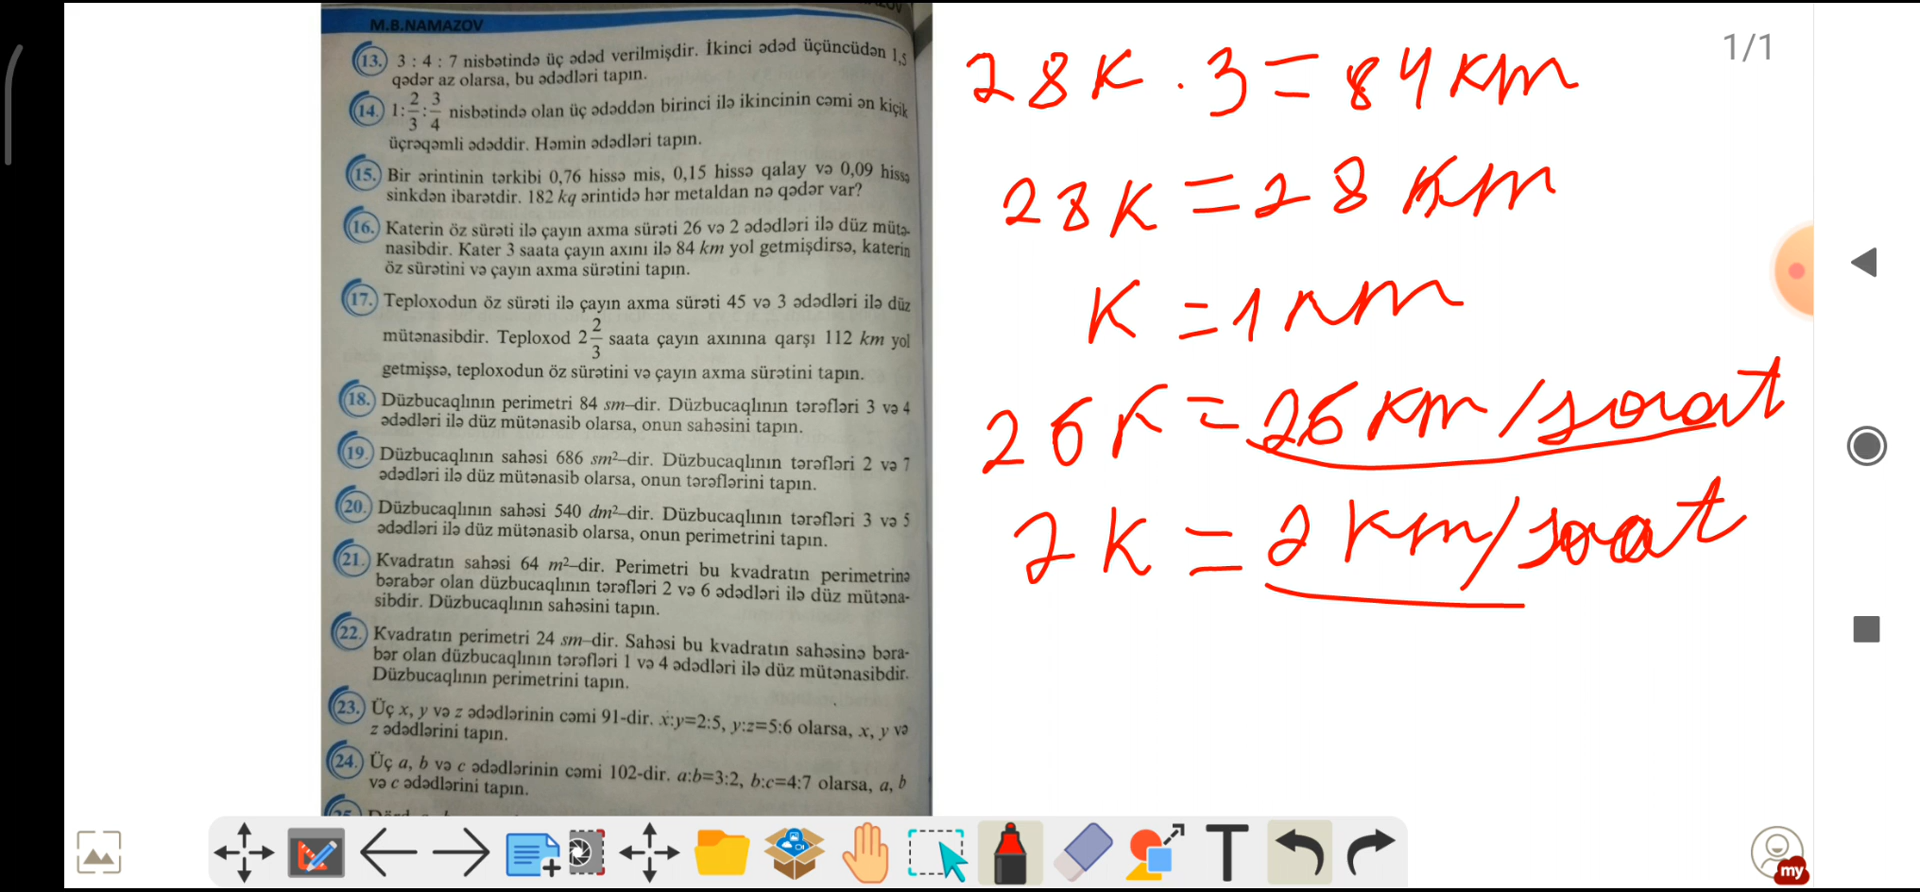 M.B.NAMAZOV
13. 3 : 4 : 7 nisbətində üç ədəd verilmişdir. İkinci ədəd üçüncüdən 1,5
qədər az olarsa, bu ədədləri tapın.
14. 1:2/3:3/4 nisbətində olan üç ədəddən birinci ilə ikincinin cəmi ən kiçik
üçrəqəmli ədəddir. Həmin ədədləri tapın.
15. Bir ərintinin tərkibi 0,76 hissə mis, 0,15 hissə qalay və 0,09 hissə
sinkdən ibarətdir. 182 kq ərintidə hər metaldan nə qədər var?
16. Katerin öz sürəti ilə çayın axma sürəti 26 və 2 ədədləri ilə düz mütə-
nasibdir. Kater 3 saata çayın axını ilə 84 km yol getmişdirsə, katerin
öz sürətini və çayın axma sürətini tapın.
17. Teploxodun öz sürəti ilə çayın axma sürəti 45 və 3 ədədləri ilə düz
mütənasibdir. Teploxod 2 2/3 saata çayın axınına qarşı 112 km yol
getmişsə, teploxodun öz sürətini və çayın axma sürətini tapın.
18. Düzbucaqlının perimetri 84 sm–dir. Düzbucaqlının tərəfləri 3 və 4
ədədləri ilə düz mütənasib olarsa, onun sahəsini tapın.
19. Düzbucaqlının sahəsi 686 sm²–dir. Düzbucaqlının tərəfləri 2 və 7
ədədləri ilə düz mütənasib olarsa, onun tərəflərini tapın.
20. Düzbucaqlının sahəsi 540 dm²–dir. Düzbucaqlının tərəfləri 3 və 5
ədədləri ilə düz mütənasib olarsa, onun perimetrini tapın.
21. Kvadratın sahəsi 64 m²–dir. Perimetri bu kvadratın perimetrinə
bərabər olan düzbucaqlının tərəfləri 2 və 6 ədədləri ilə düz mütəna-
sibdir. Düzbucaqlının sahəsini tapın.
22. Kvadratın perimetri 24 sm–dir. Sahəsi bu kvadratın sahəsinə bəra-
bər olan düzbucaqlının tərəfləri 1 və 4 ədədləri ilə düz mütənasibdir.
Düzbucaqlının perimetrini tapın.
23. Üç x, y və z ədədlərinin cəmi 91-dir. x:y=2:5, y:z=5:6 olarsa, x, y və
z ədədlərini tapın.
24. Üç a, b və c ədədlərinin cəmi 102-dir. a:b=3:2, b:c=4:7 olarsa, a, b
və c ədədlərini tapın.
28K . 3 = 84 km
28K = 28 km
K = 1 km
26K = 26 km/saat
2K = 2 km/saat
1/1
T
my